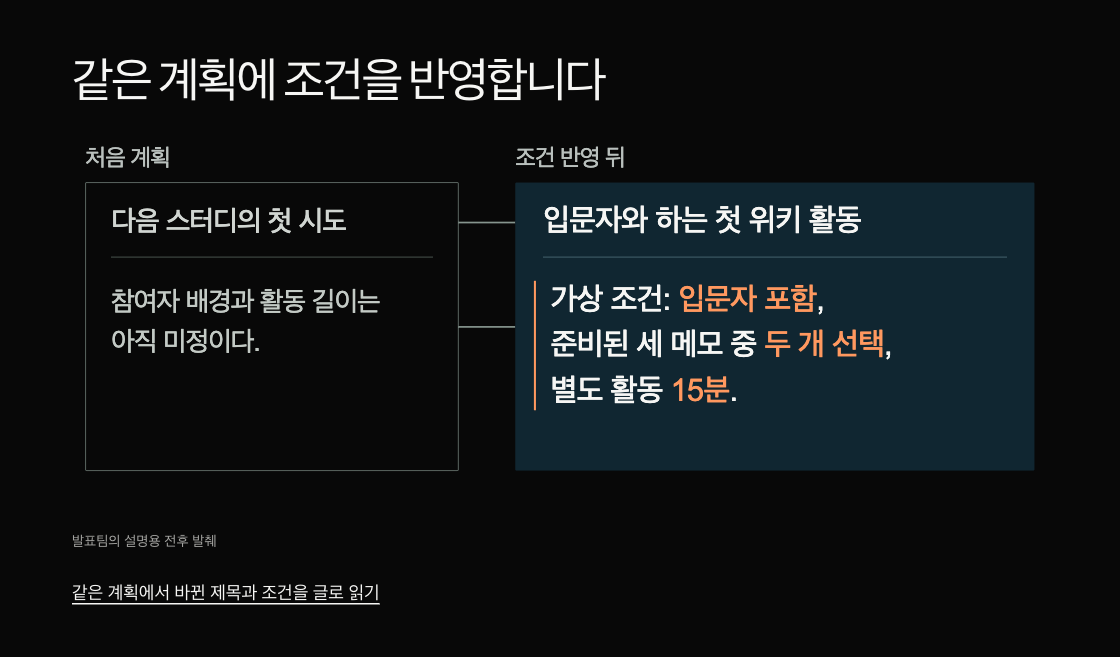 같은 계획에 조건을 반영합니다
처음 계획
다음 스터디의 첫 시도
참여자 배경과 활동 길이는
아직 미정이다.
조건 반영 뒤
입문자와 하는 첫 위키 활동
가상 조건: 입문자 포함,
준비된 세 메모 중 두 개 선택,
별도 활동 15분.
발표팀의 설명용 전후 발췌
같은 계획에서 바뀐 제목과 조건을 글로 읽기